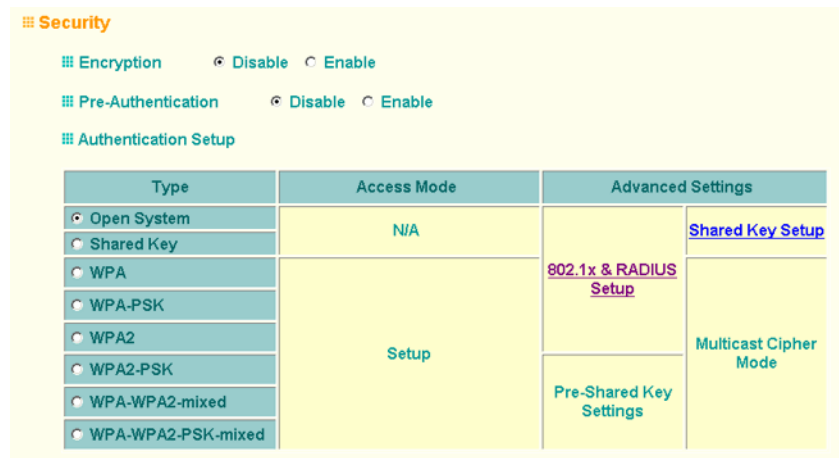 Security
Encryption Disable Enable
Pre-Authentication Disable Enable
Authentication Setup
Type Access Mode Advanced Settings
Open System
Shared Key
N/A
Shared Key Setup
WPA
WPA-PSK
WPA2
WPA2-PSK
WPA-WPA2-mixed
WPA-WPA2-PSK-mixed
Setup
802.1x & RADIUS
Setup
Pre-Shared Key
Settings
Multicast Cipher
Mode